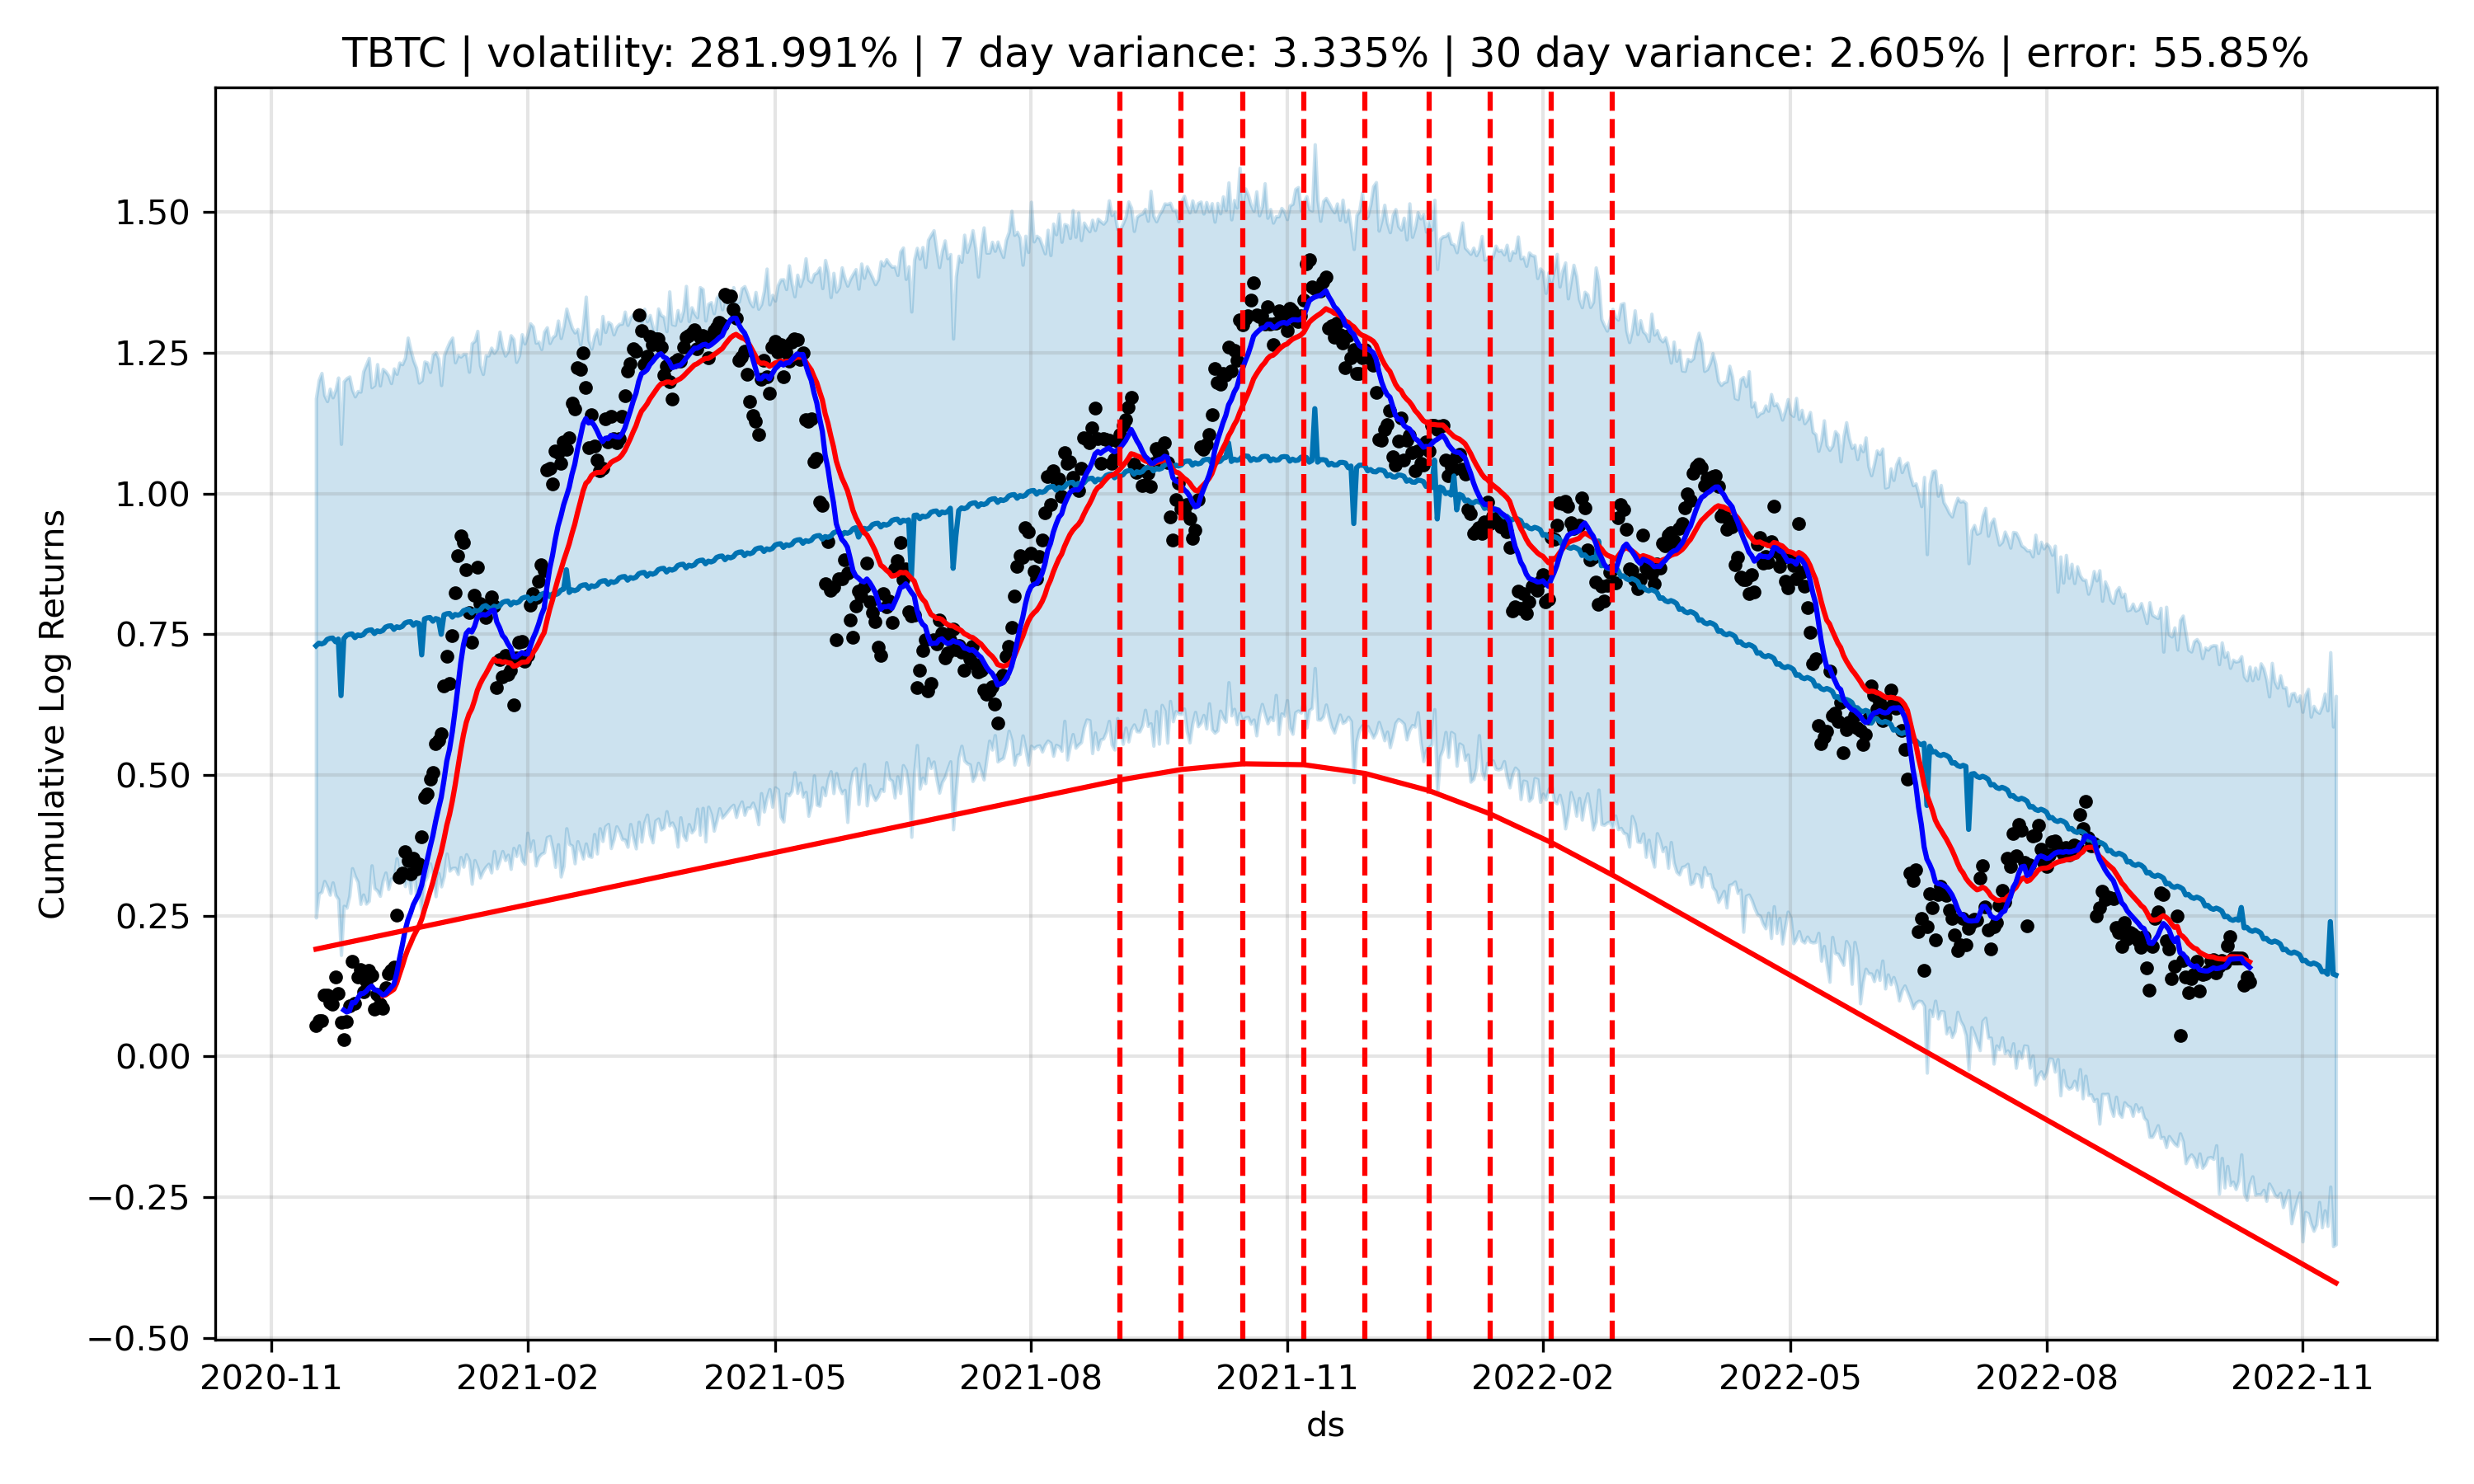 TBTC | volatility: 281.991% | 7 day variance: 3.335% | 30 day variance: 2.605% | error: 55.85%
Cumulative Log Returns
1.50
1.25
1.00
0.75
0.50
0.25
0.00
−0.25
−0.50
2020-11 2021-02 2021-05 2021-08 2021-11 2022-02 2022-05 2022-08 2022-11
ds